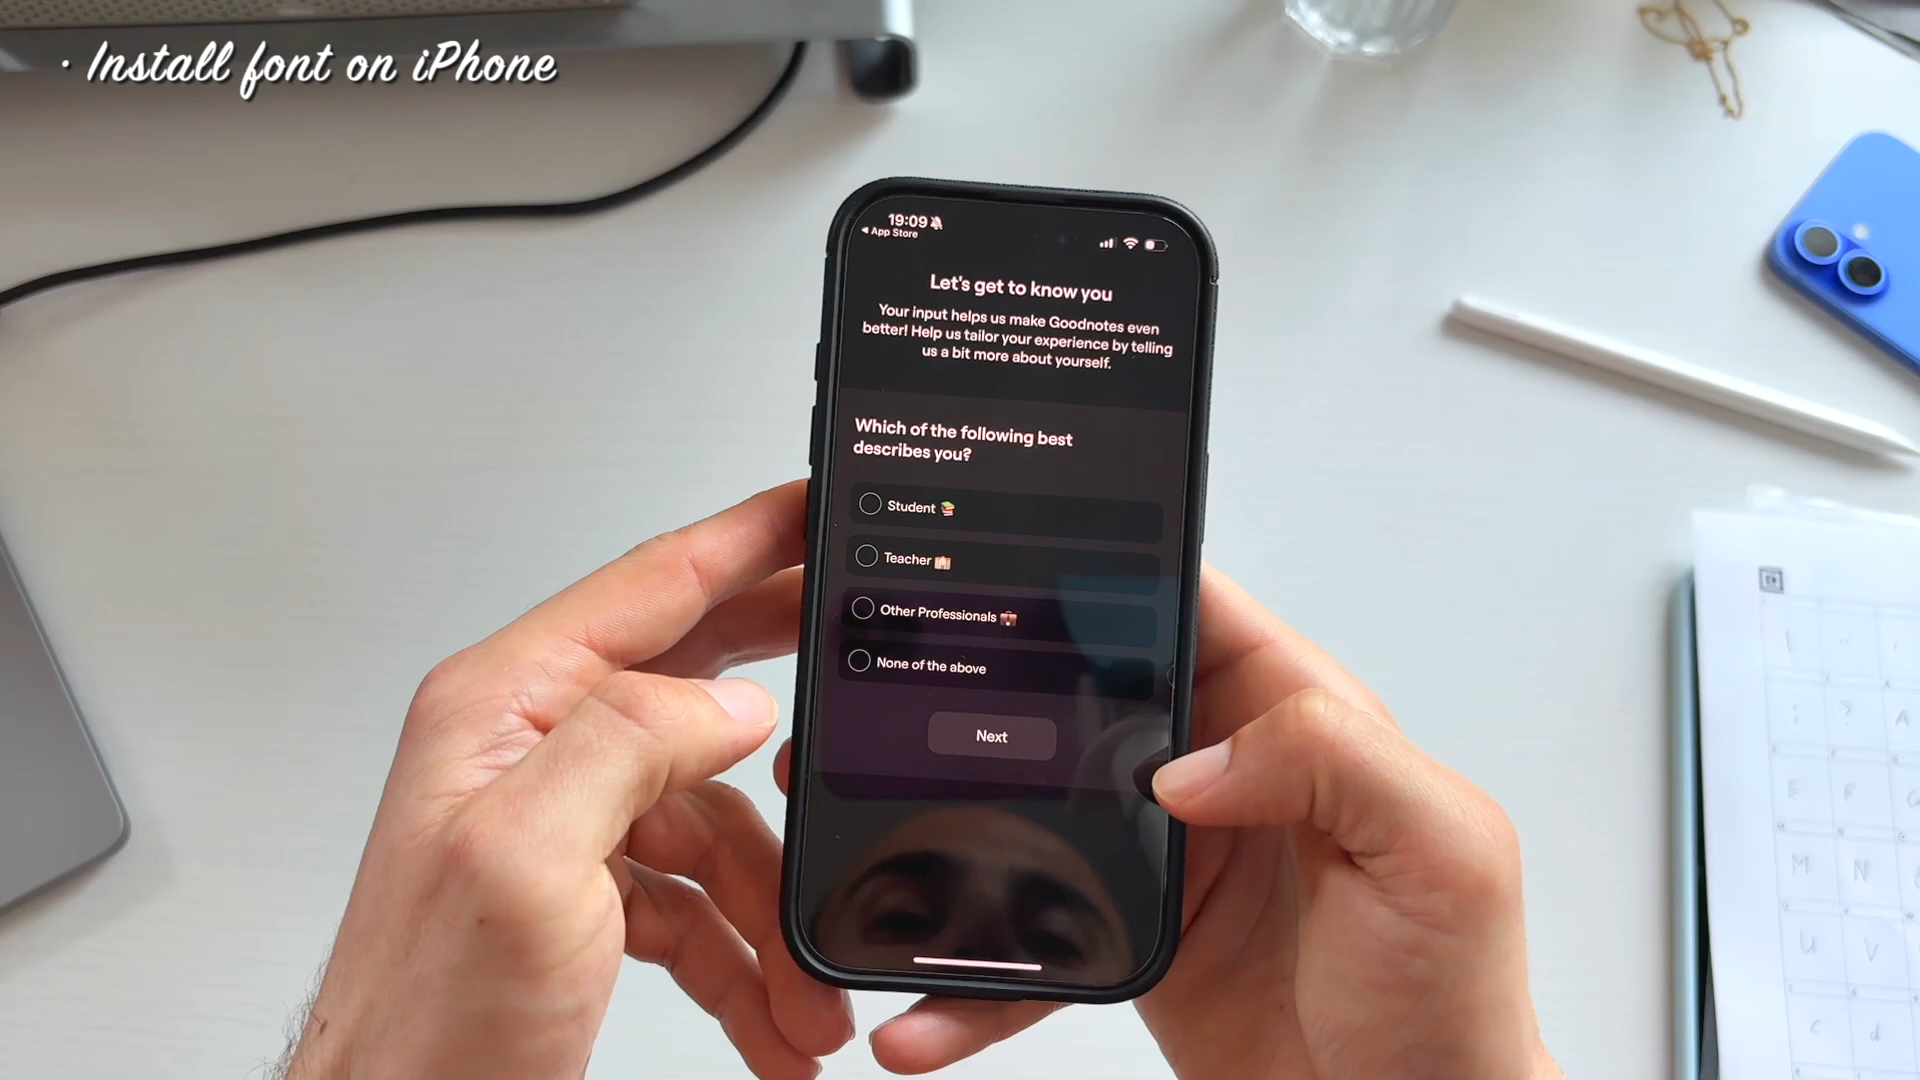 · Install font on iPhone
19:09
◀ App Store
Let's get to know you
Your input helps us make Goodnotes even
better! Help us tailor your experience by telling
us a bit more about yourself.
Which of the following best
describes you?
Student 📚
Teacher 🏫
Other Professionals 💼
None of the above
Next
? A
E F
M N
U V
c d